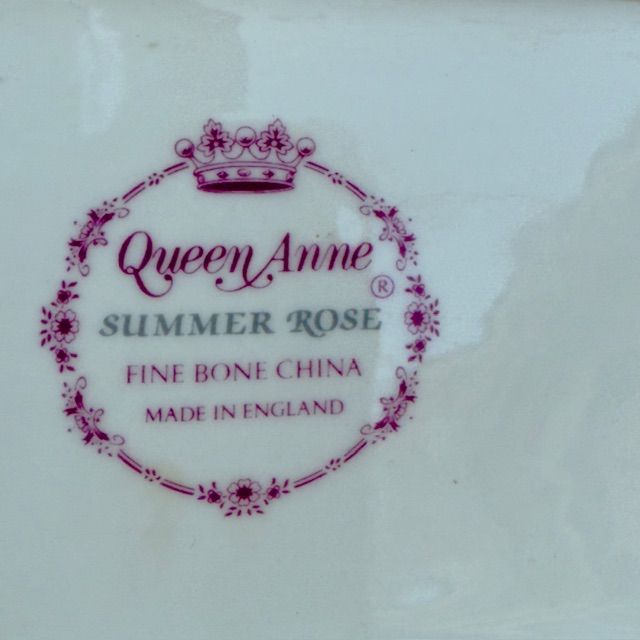 Queen Anne ®
SUMMER ROSE
FINE BONE CHINA
MADE IN ENGLAND